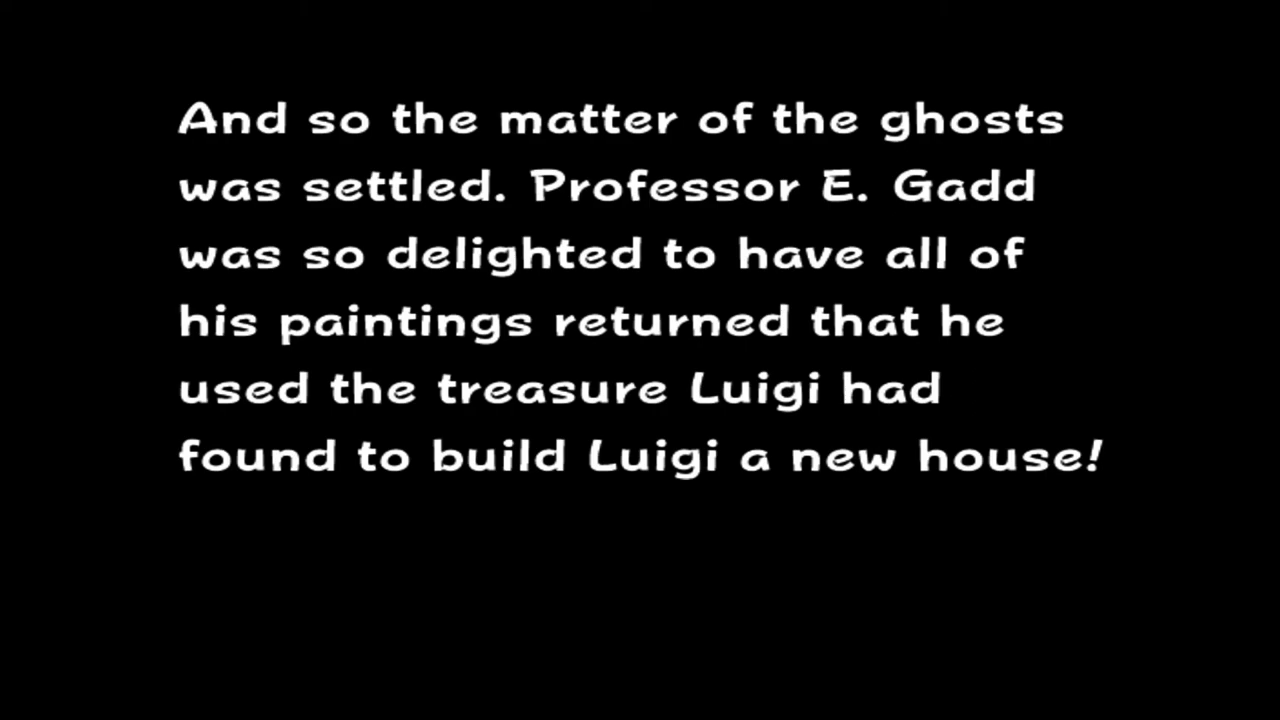 And so the matter of the ghosts
was settled. Professor E. Gadd
was so delighted to have all of
his paintings returned that he
used the treasure Luigi had
found to build Luigi a new house!